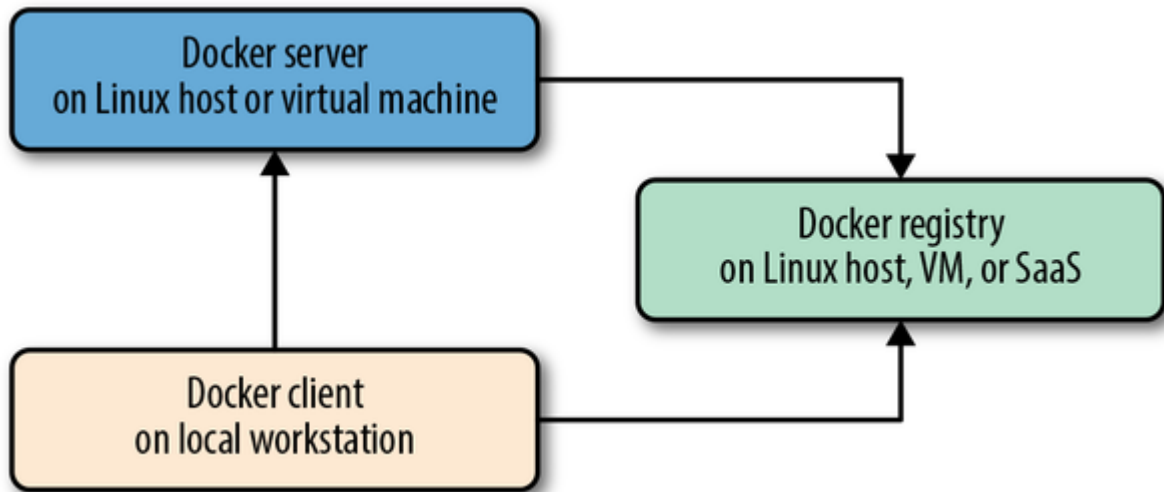 Docker server
on Linux host or virtual machine
Docker registry
on Linux host, VM, or SaaS
Docker client
on local workstation